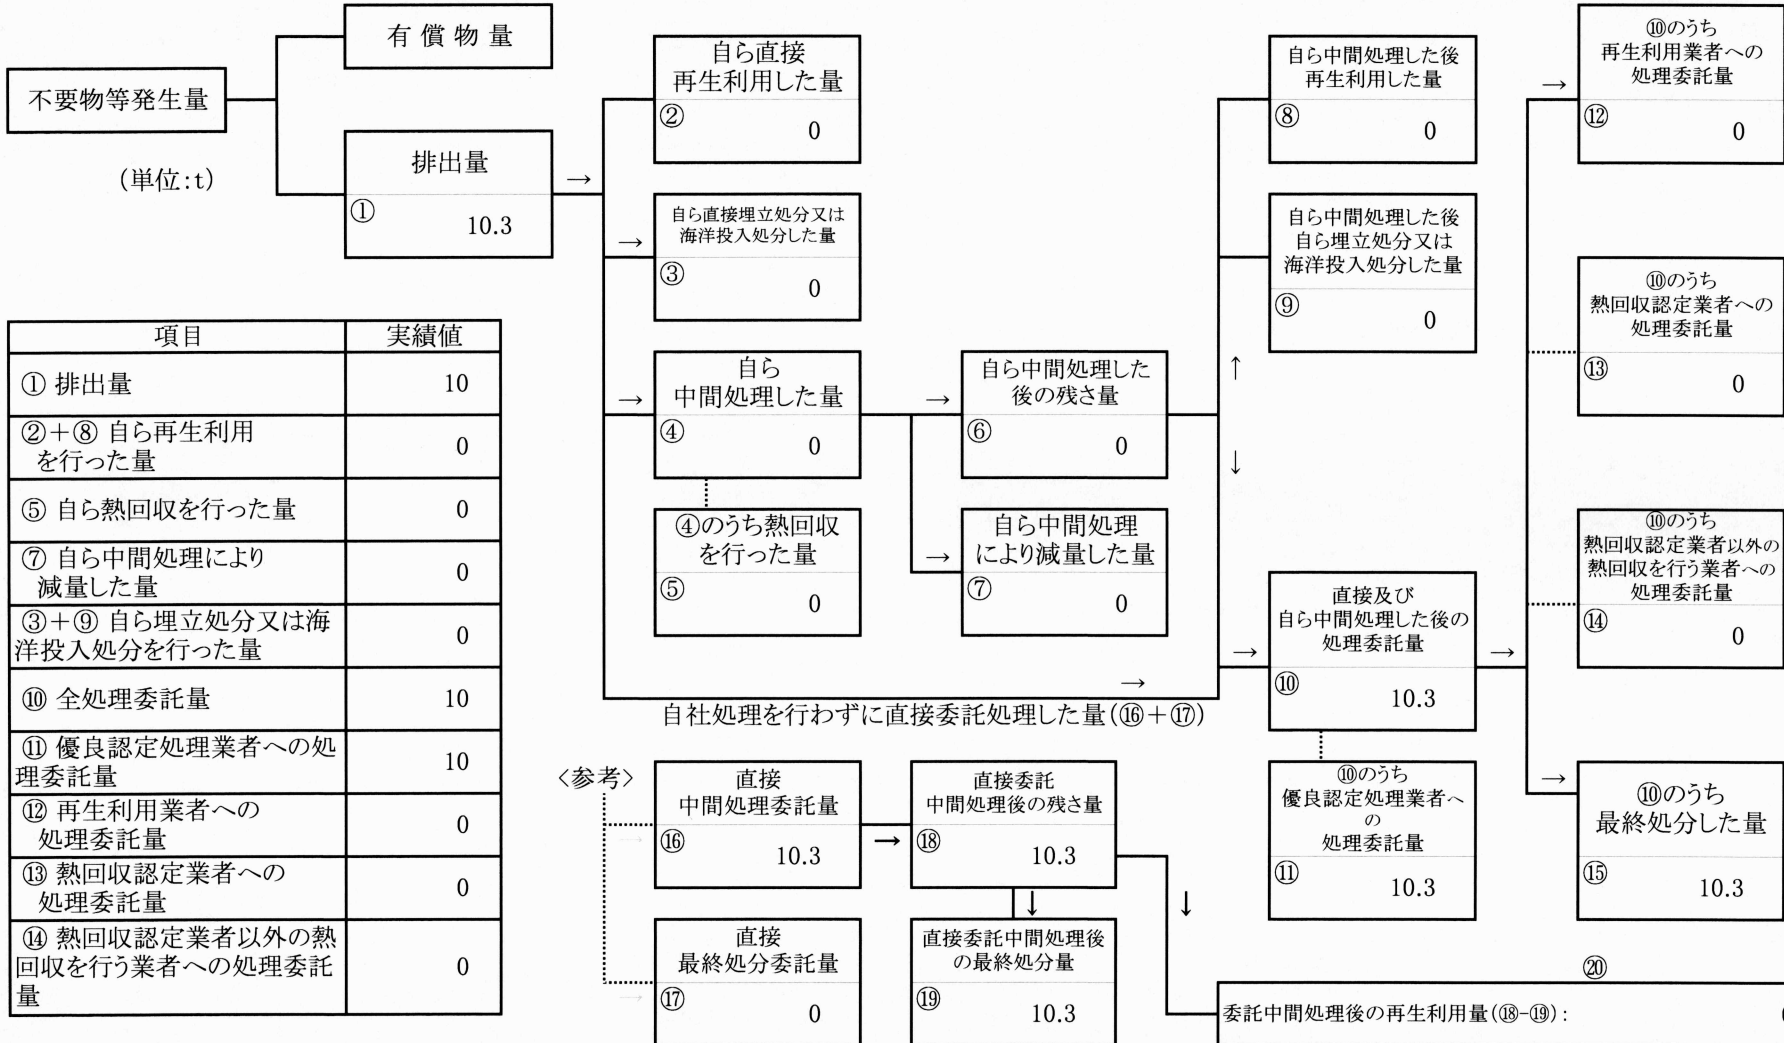 不要物等発生量
(単位:t)
有償物量
排出量
①
10.3
自ら直接
再生利用した量
②
0
自ら直接埋立処分又は
海洋投入処分した量
③
0
自ら
中間処理した量
④
0
④のうち熱回収
を行った量
⑤
0
自ら中間処理した
後の残さ量
⑥
0
自ら中間処理
により減量した量
⑦
0
自ら中間処理した後
再生利用した量
⑧
0
自ら中間処理した後
自ら埋立処分又は
海洋投入処分した量
⑨
0
直接及び
自ら中間処理した後の
処理委託量
⑩
10.3
⑩のうち
優良認定処理業者へ
の
処理委託量
⑪
10.3
⑩のうち
再生利用業者への
処理委託量
⑫
0
⑩のうち
熱回収認定業者への
処理委託量
⑬
0
⑩のうち
熱回収認定業者以外の
熱回収を行う業者への
処理委託量
⑭
0
⑩のうち
最終処分した量
⑮
10.3
自社処理を行わずに直接委託処理した量(⑯+⑰)
<参考>
直接
中間処理委託量
⑯
10.3
直接
最終処分委託量
⑰
0
直接委託
中間処理後の残さ量
⑱
10.3
直接委託中間処理後
の最終処分量
⑲
10.3
⑳
委託中間処理後の再生利用量(⑱-⑲):
項目 実績値
① 排出量 10
②+⑧ 自ら再生利用
を行った量 0
⑤ 自ら熱回収を行った量 0
⑦ 自ら中間処理により
減量した量 0
③+⑨ 自ら埋立処分又は海
洋投入処分を行った量 0
⑩ 全処理委託量 10
⑪ 優良認定処理業者への処
理委託量 10
⑫ 再生利用業者への
処理委託量 0
⑬ 熱回収認定業者への
処理委託量 0
⑭ 熱回収認定業者以外の熱
回収を行う業者への処理委託
量 0